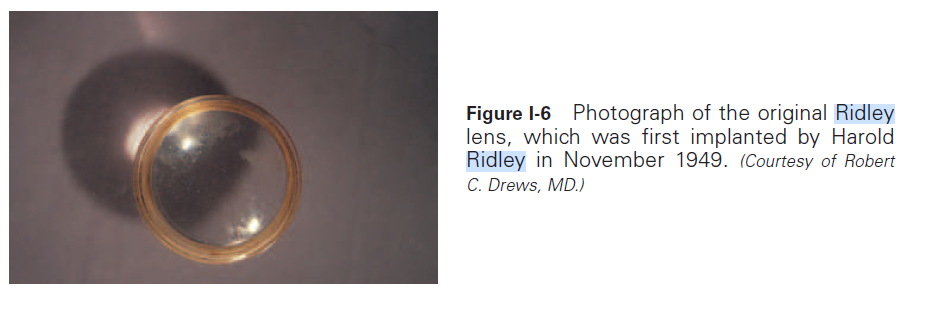 Figure I-6 Photograph of the original Ridley
lens, which was first implanted by Harold
Ridley in November 1949. (Courtesy of Robert
C. Drews, MD.)